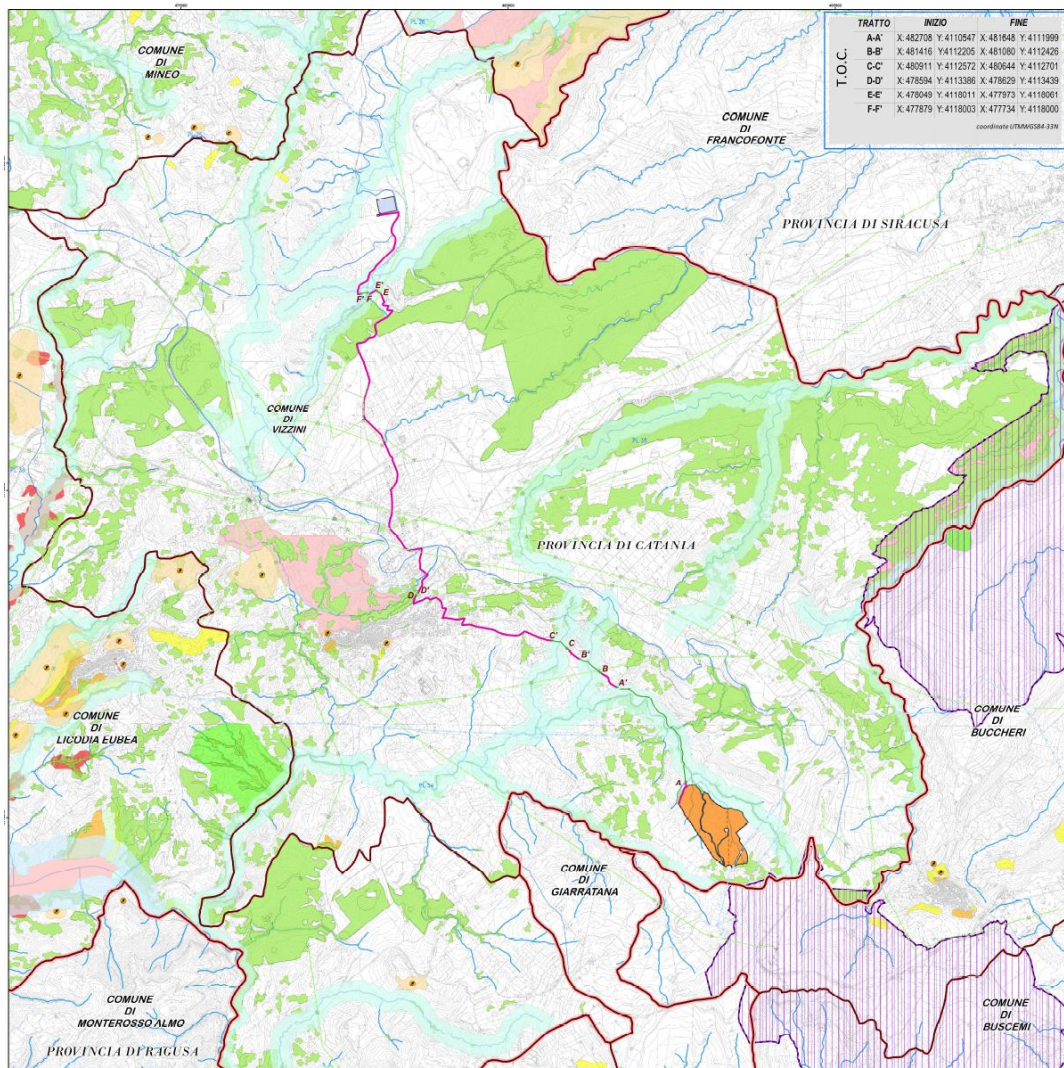 TRATTO INIZIO FINE
A-A' X: 482708 Y: 4110547 X: 481648 Y: 4111999
B-B' X: 481416 Y:4112205 X: 481080 Y: 4112426
C-C' X: 480911 Y: 4112572 X: 480644 Y: 4112701
D-D' X: 478594 Y: 4113386 X: 478629 Y: 4113439
E-E' X: 478049 Y: 4118011 X: 477973 Y: 4118061
F-F' X: 477879 Y: 4118003 X: 477734 Y: 4118000
T.O.C.
coordinate UTMWGS84-33N
COMUNE
DI
MINEO
COMUNE
DI
FRANCOFONTE
PROVINCIA DI SIRACUSA
E'
F' F E
COMUNE
DI
VIZZINI
PROVINCIA DI CATANIA
D D'
C'
C
B'
B
A'
A
COMUNE
DI
LICODIA EUBEA
COMUNE
DI
BUCCHERI
COMUNE
DI
GIARRATANA
COMUNE
DI
MONTEROSSO ALMO
PROVINCIA DI RAGUSA
COMUNE
DI
BUSCEMI